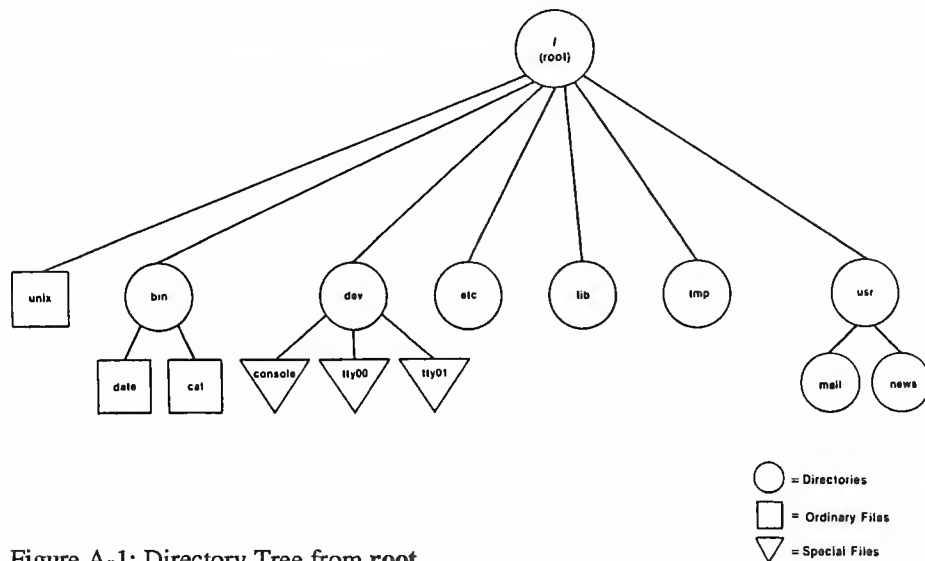 /
(root)
unix
bin
dev
etc
lib
tmp
usr
date
cat
console
tty00
tty01
mail
news
= Directories
= Ordinary Files
= Special Files
Figure A-1: Directory Tree from root